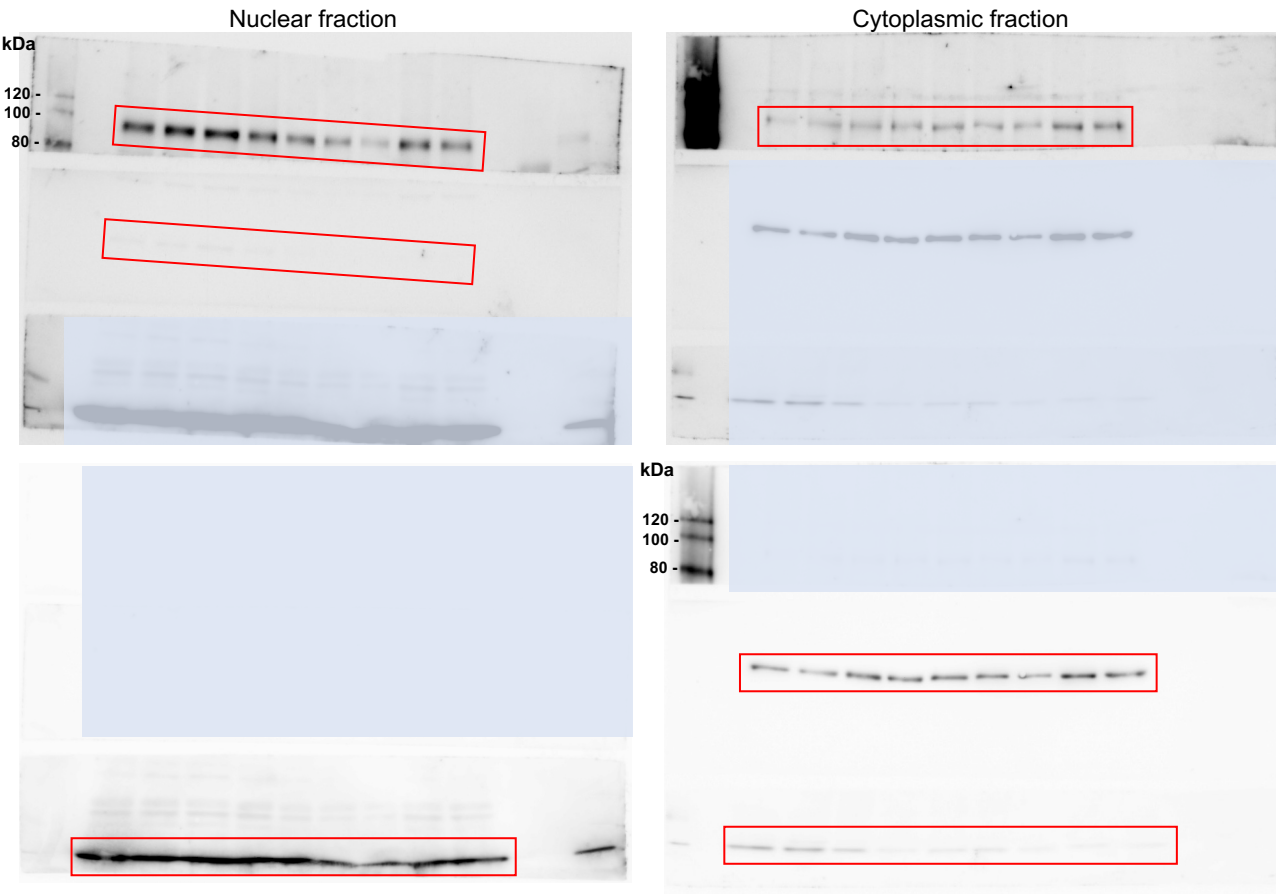 Nuclear fraction
Cytoplasmic fraction
kDa
120 -
100 -
80 -
kDa
120 -
100 -
80 -